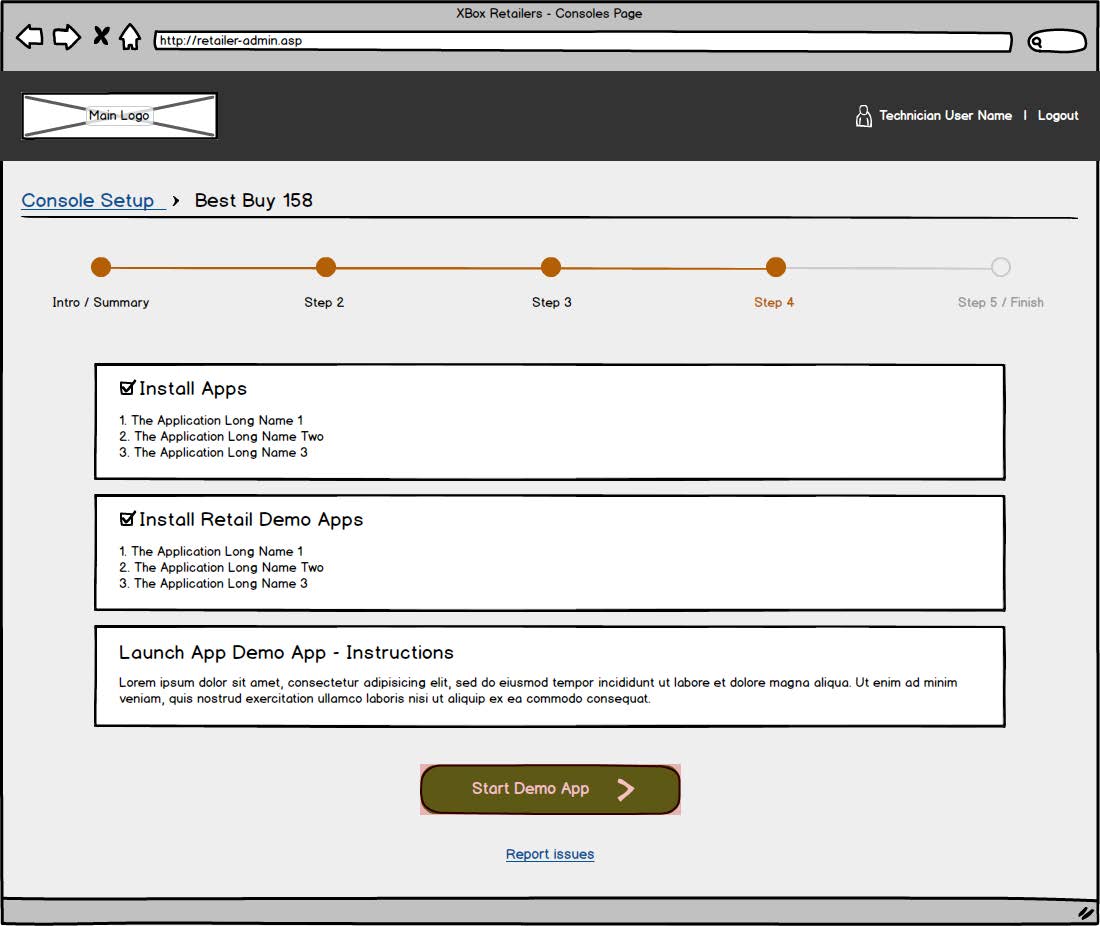 XBox Retailers - Consoles Page
http://retailer-admin.asp
Main Logo
Technician User Name | Logout
Console Setup › Best Buy 158
Intro / Summary
Step 2
Step 3
Step 4
Step 5 / Finish
Install Apps
1. The Application Long Name 1
2. The Application Long Name Two
3. The Application Long Name 3
Install Retail Demo Apps
1. The Application Long Name 1
2. The Application Long Name Two
3. The Application Long Name 3
Launch App Demo App - Instructions
Lorem ipsum dolor sit amet, consectetur adipisicing elit, sed do eiusmod tempor incididunt ut labore et dolore magna aliqua. Ut enim ad minim
veniam, quis nostrud exercitation ullamco laboris nisi ut aliquip ex ea commodo consequat.
Start Demo App
Report issues